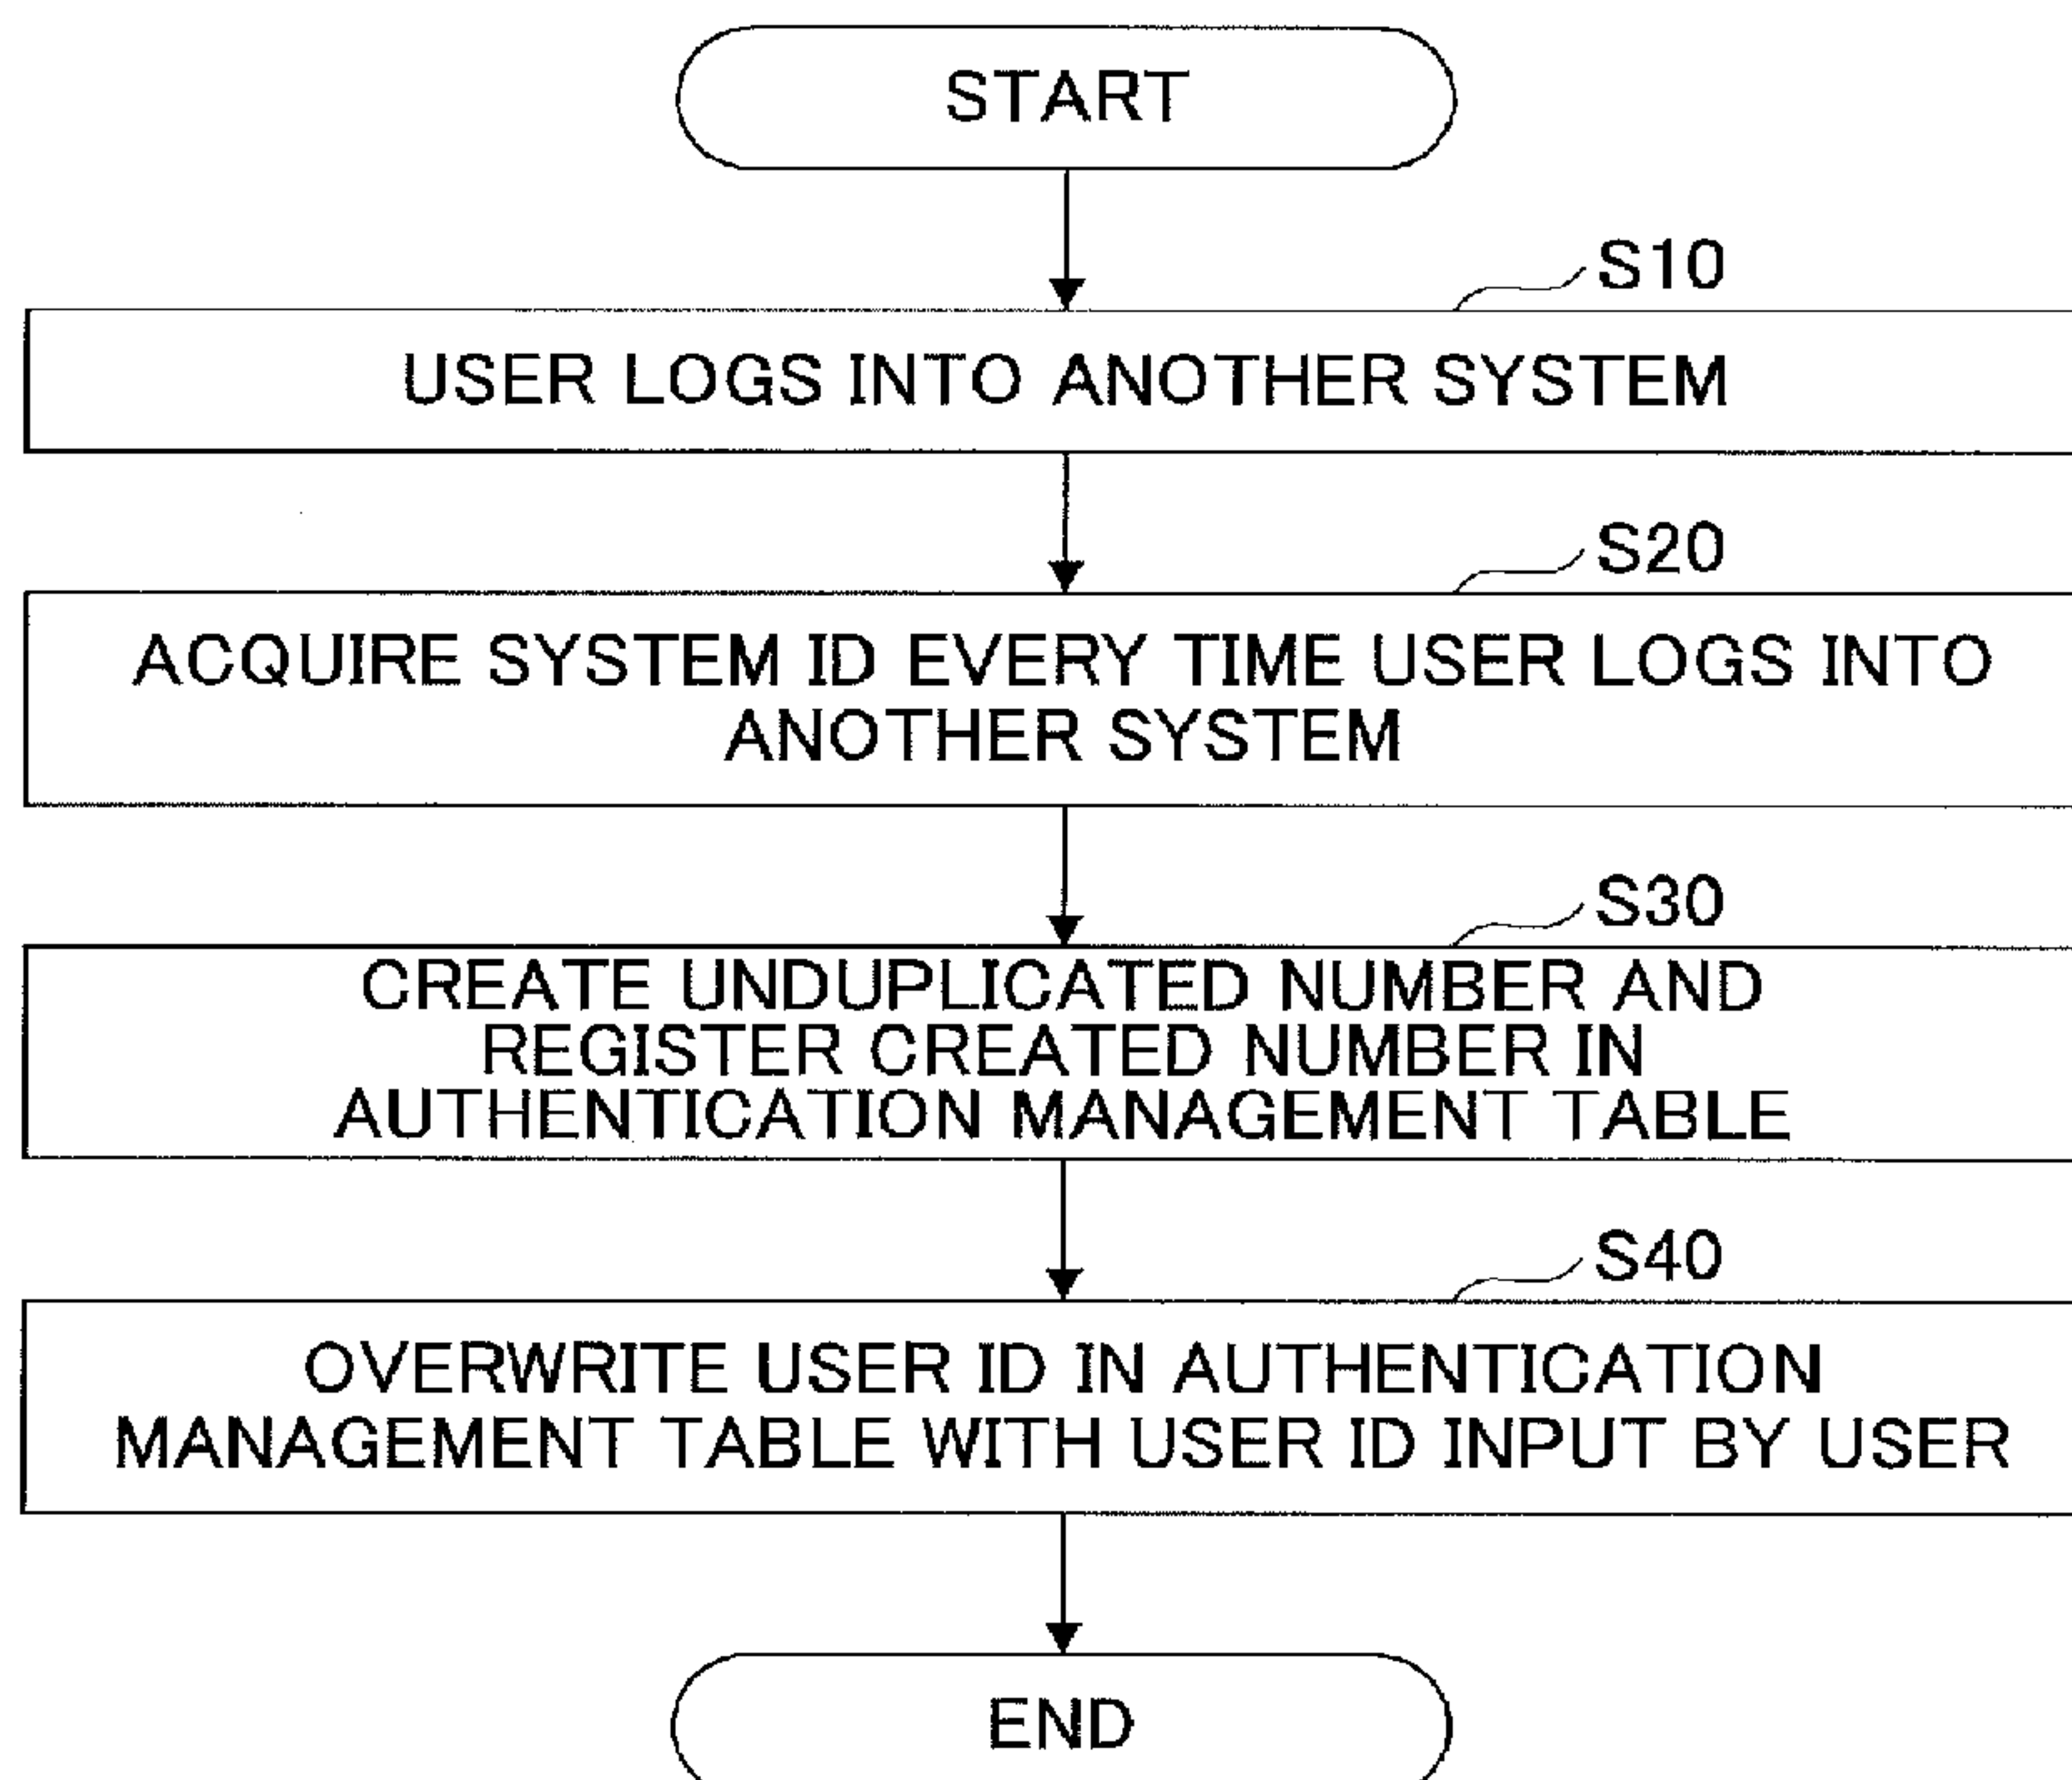 START
S10
USER LOGS INTO ANOTHER SYSTEM
S20
ACQUIRE SYSTEM ID EVERY TIME USER LOGS INTO
ANOTHER SYSTEM
S30
CREATE UNDUPLICATED NUMBER AND
REGISTER CREATED NUMBER IN
AUTHENTICATION MANAGEMENT TABLE
S40
OVERWRITE USER ID IN AUTHENTICATION
MANAGEMENT TABLE WITH USER ID INPUT BY USER
END